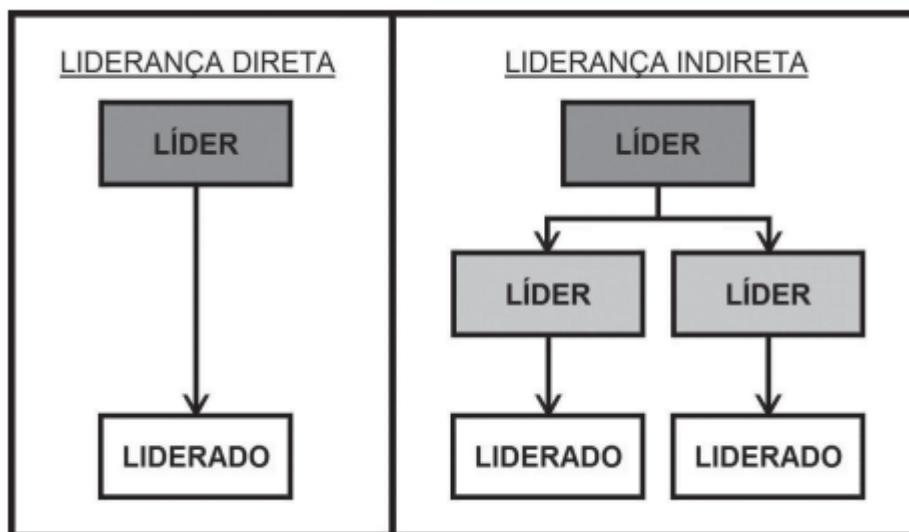 LIDERANÇA DIRETA
LÍDER
LIDERADO
LIDERANÇA INDIRETA
LÍDER
LÍDER
LÍDER
LIDERADO
LIDERADO